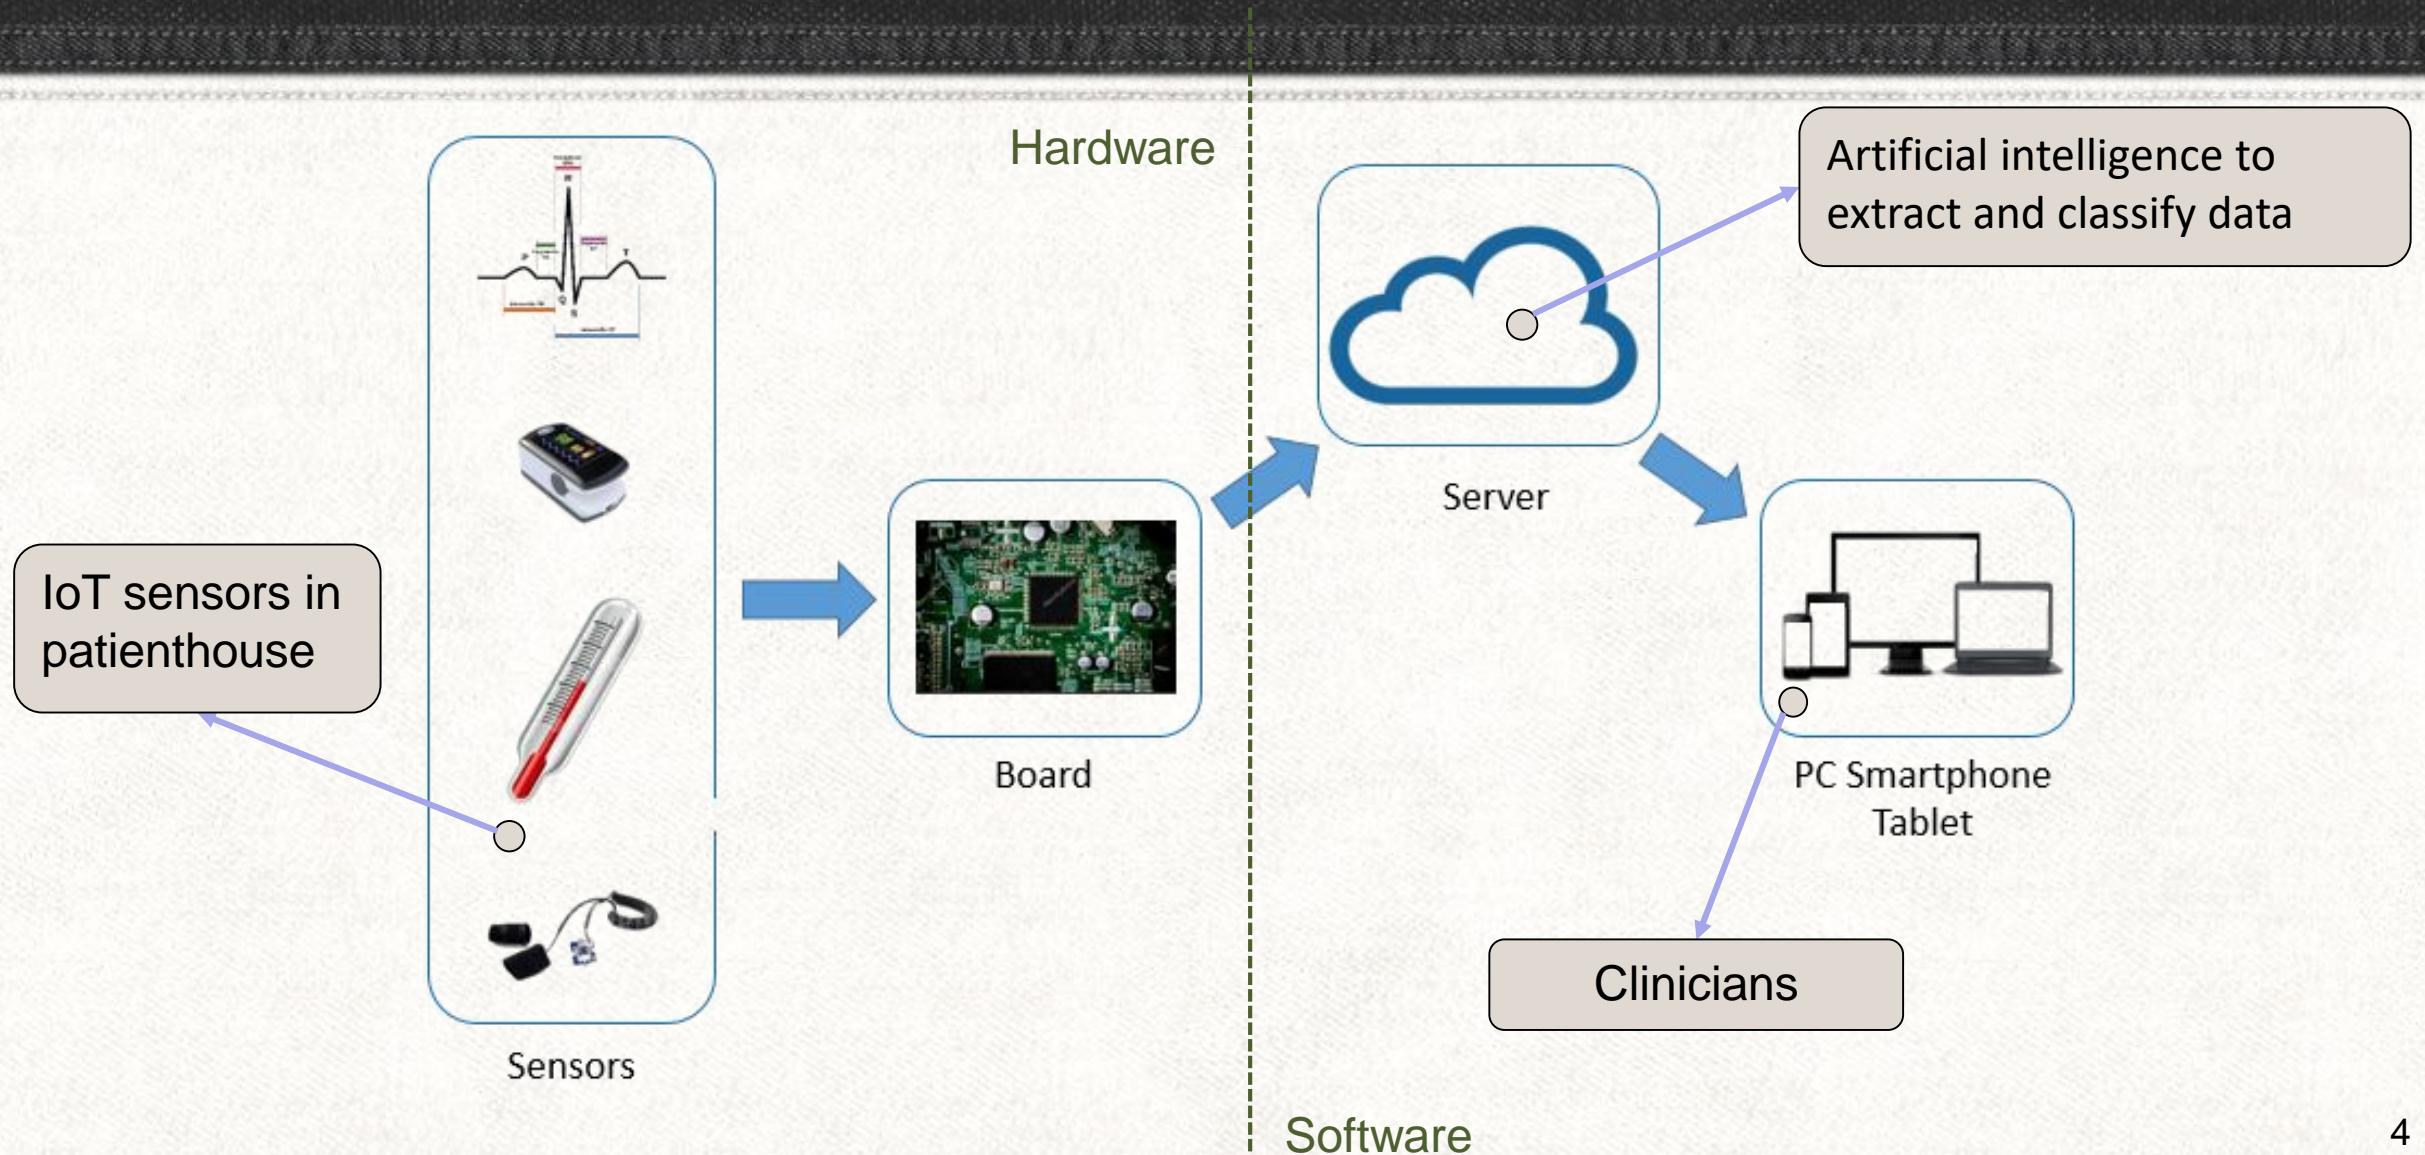 Hardware
Artificial intelligence to
extract and classify data
R
P
T
Q
S
Server
IoT sensors in
patienthouse
Board
PC Smartphone
Tablet
Clinicians
Sensors
Software
4